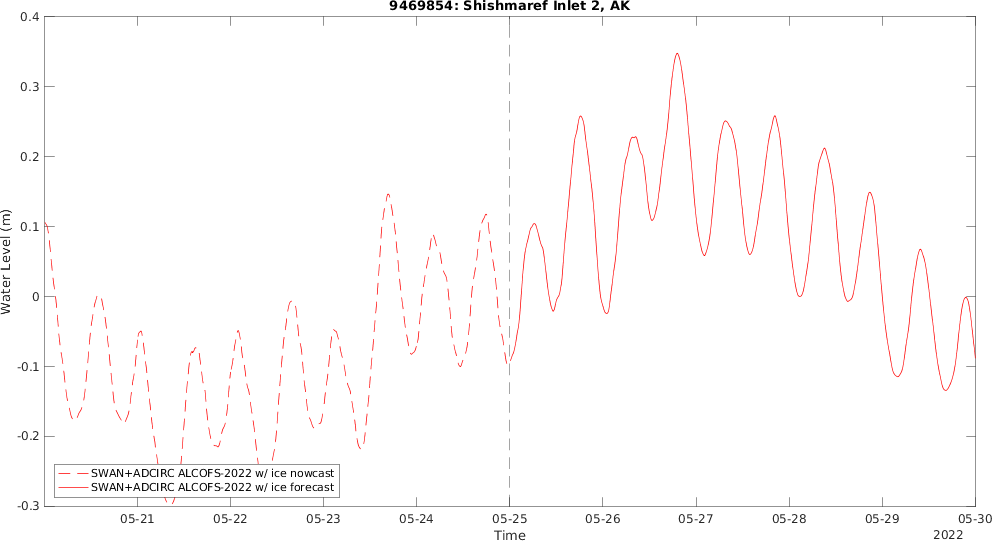 9469854: Shishmaref Inlet 2, AK
0.4
0.3
0.2
0.1
0
-0.1
-0.2
-0.3
Water Level (m)
SWAN+ADCIRC ALCOFS-2022 w/ ice nowcast
SWAN+ADCIRC ALCOFS-2022 w/ ice forecast
05-21 05-22 05-23 05-24 05-25 05-26 05-27 05-28 05-29 05-30
Time
2022